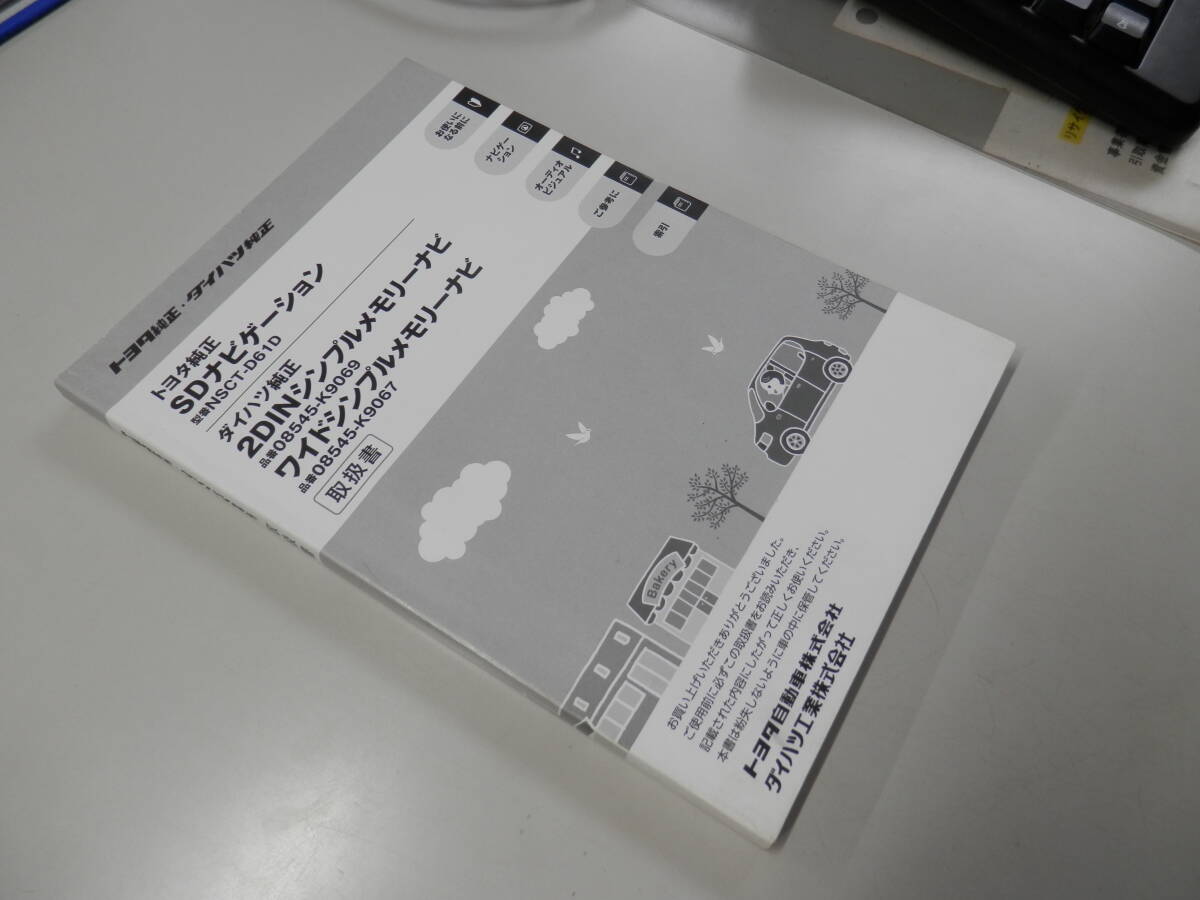 トヨタ純正・ダイハツ純正
トヨタ純正
SDナビゲーション
型番NSCT-D61D
ダイハツ純正
2DINシンプルメモリーナビ
品番08545-K9069
ワイドシンプルメモリーナビ
品番08545-K9067
取扱書
お使いに
なる前に
ナビゲー
ション
オーディオ
ビジュアル
ご参考に
索引
Bakery
お買い上げいただきありがとうございました。
ご使用前に必ずこの取扱書をお読みいただき、
記載された内容にしたがって正しくお使いください。
本書は紛失しないように車の中に保管してください。
トヨタ自動車株式会社
ダイハツ工業株式会社
リサイ